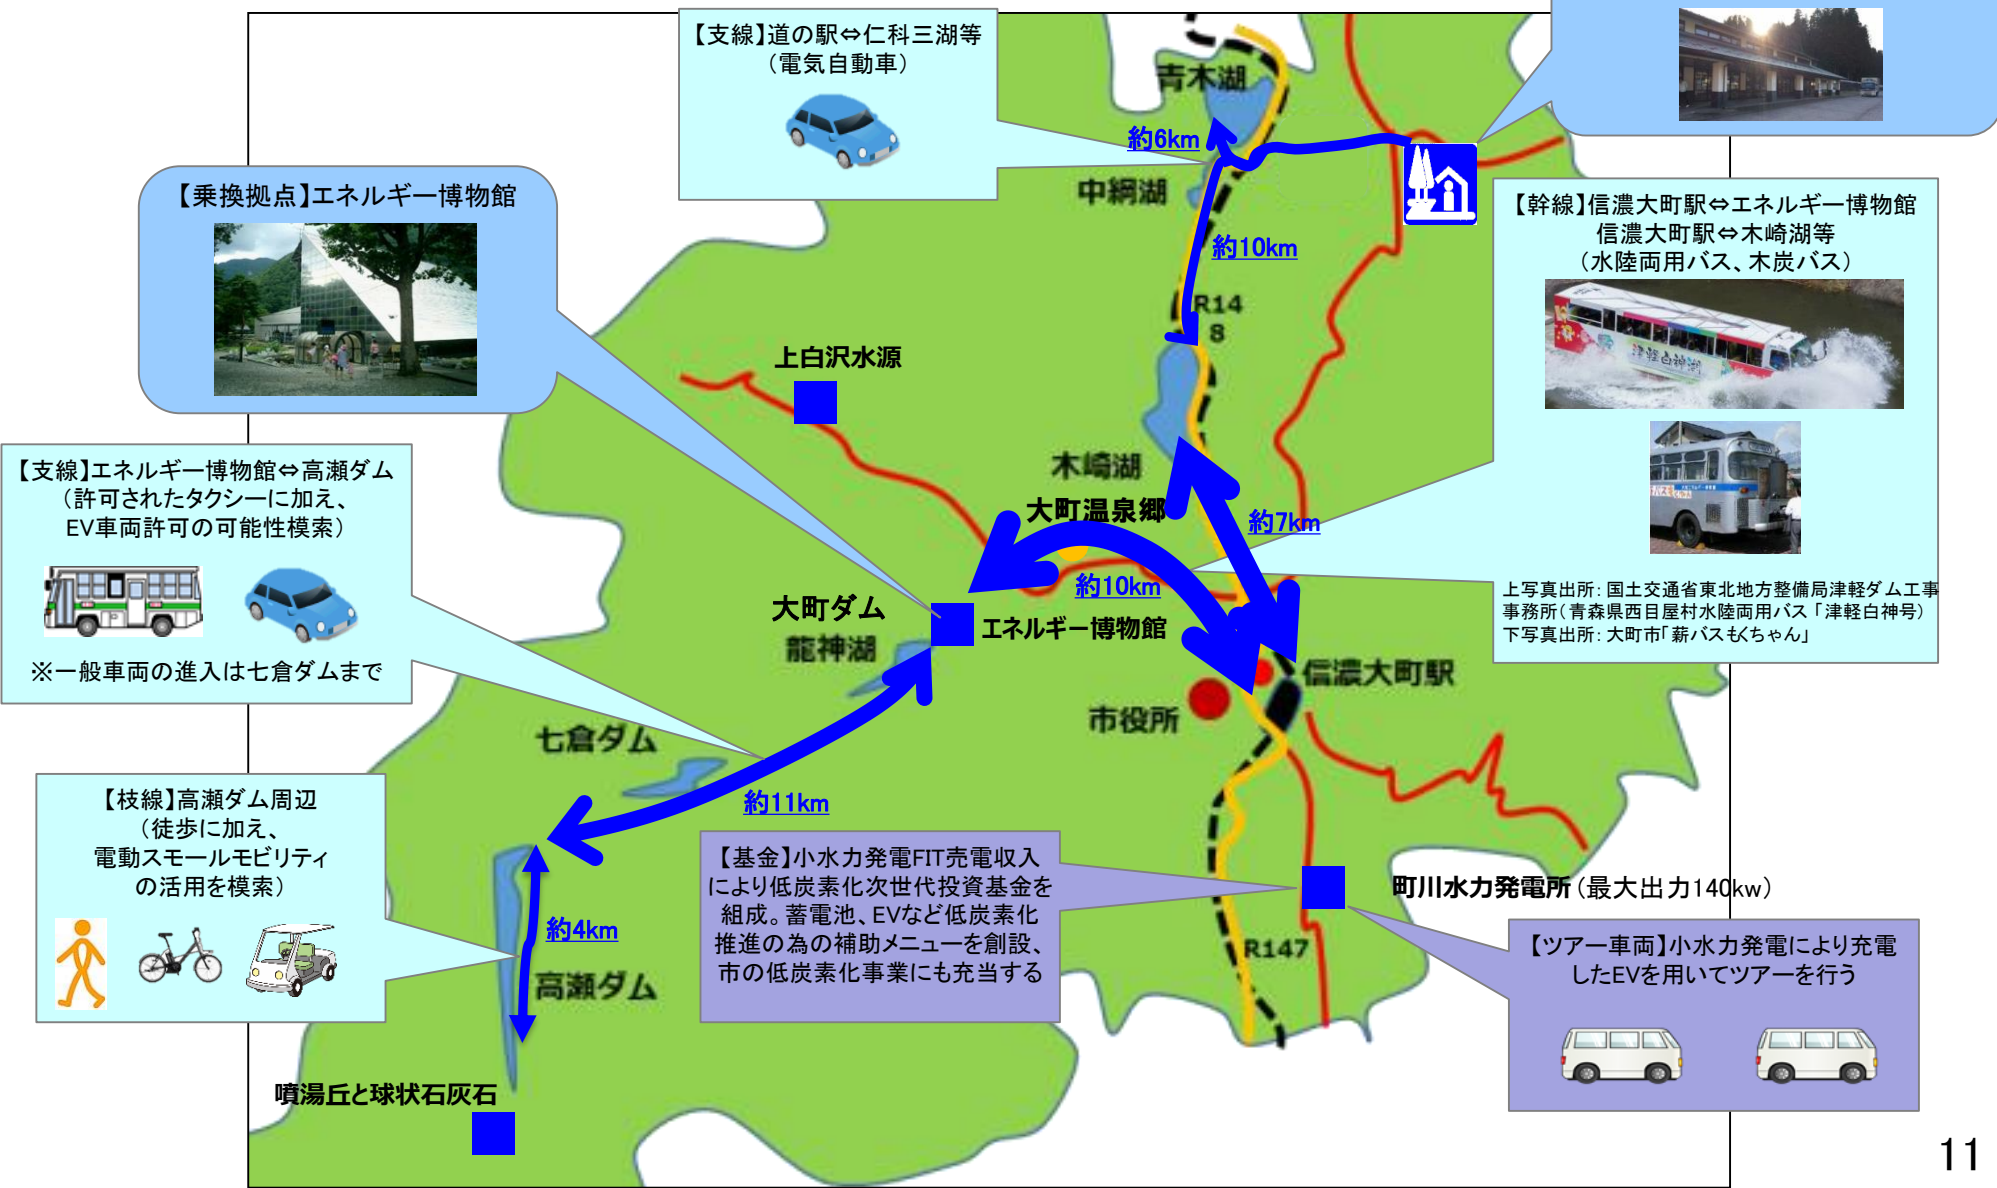 【支線】道の駅⇔仁科三湖等
（電気自動車）
【乗換拠点】エネルギー博物館
【幹線】信濃大町駅⇔エネルギー博物館
信濃大町駅⇔木崎湖等
（水陸両用バス、木炭バス）
津軽白神湖
上写真出所：国土交通省東北地方整備局津軽ダム工事
事務所（青森県西目屋村水陸両用バス「津軽白神号）
下写真出所：大町市「薪バスもくちゃん」
【支線】エネルギー博物館⇔高瀬ダム
（許可されたタクシーに加え、
EV車両許可の可能性模索）
※一般車両の進入は七倉ダムまで
【枝線】高瀬ダム周辺
（徒歩に加え、
電動スモールモビリティ
の活用を模索）
【基金】小水力発電FIT売電収入
により低炭素化次世代投資基金を
組成。蓄電池、EVなど低炭素化
推進の為の補助メニューを創設、
市の低炭素化事業にも充当する
【ツアー車両】小水力発電により充電
したEVを用いてツアーを行う
青木湖
約6km
中綱湖
約10km
R14
8
上白沢水源
木崎湖
大町温泉郷
約7km
約10km
大町ダム
エネルギー博物館
龍神湖
信濃大町駅
市役所
七倉ダム
約11km
町川水力発電所（最大出力140kw）
約4km
R147
高瀬ダム
噴湯丘と球状石灰石
11